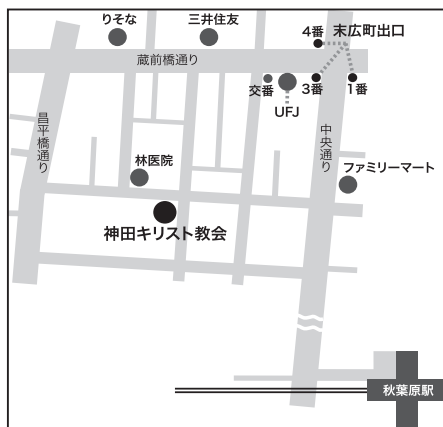 りそな
三井住友
4番
末広町出口
蔵前橋通り
交番
3番
1番
UFJ
昌平橋通り
中央通り
林医院
ファミリーマート
神田キリスト教会
秋葉原駅